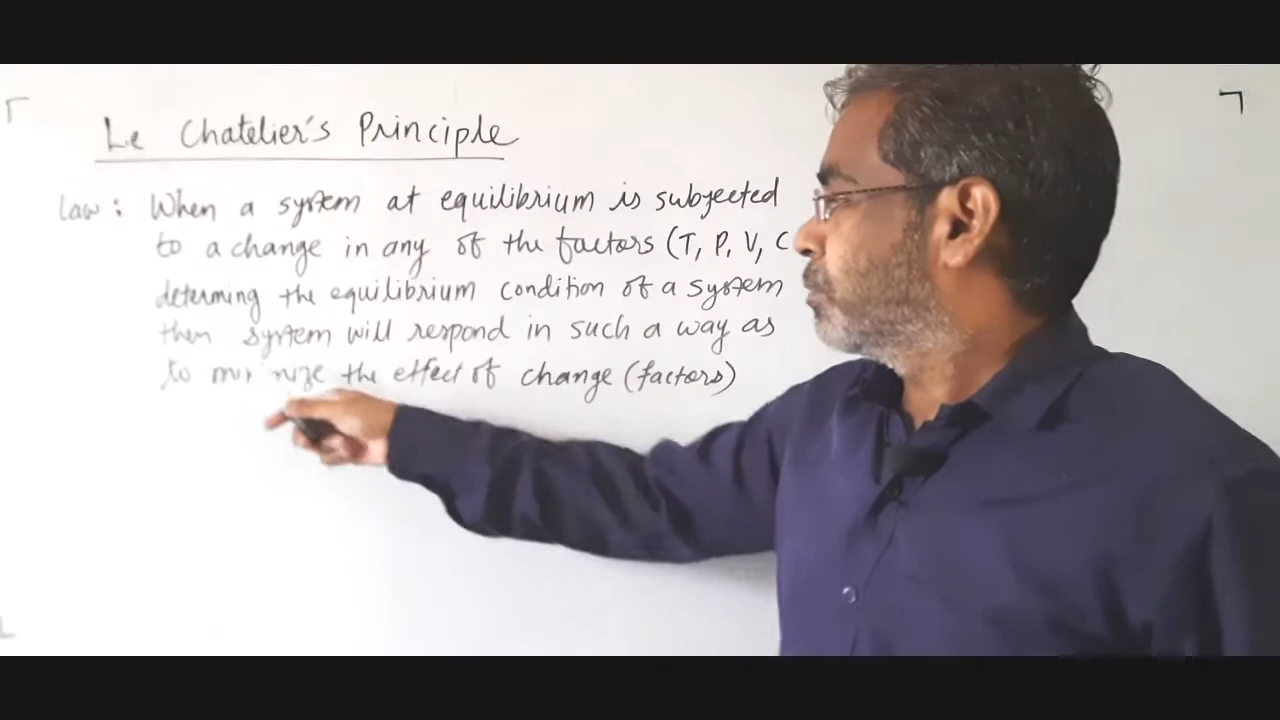 Le Chatelier's Principle
Law: When a system at equilibrium is subjected
to a change in any of the factors (T, P, V, C
determing the equilibrium condition of a system
then system will respond in such a way as
to minimize the effect of change (factors)